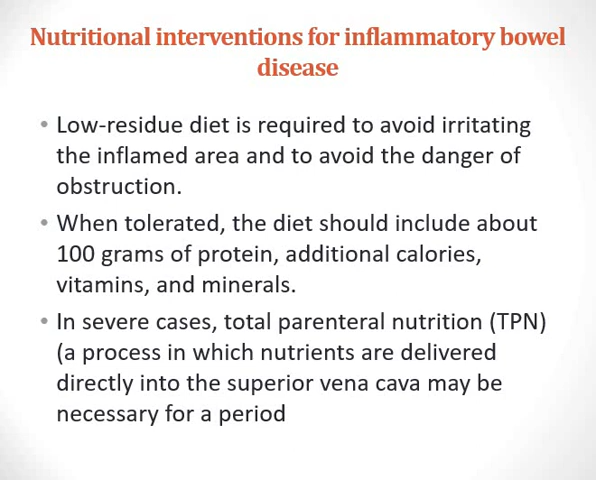 Nutritional interventions for inflammatory bowel
disease
• Low-residue diet is required to avoid irritating
the inflamed area and to avoid the danger of
obstruction.
• When tolerated, the diet should include about
100 grams of protein, additional calories,
vitamins, and minerals.
• In severe cases, total parenteral nutrition (TPN)
(a process in which nutrients are delivered
directly into the superior vena cava may be
necessary for a period